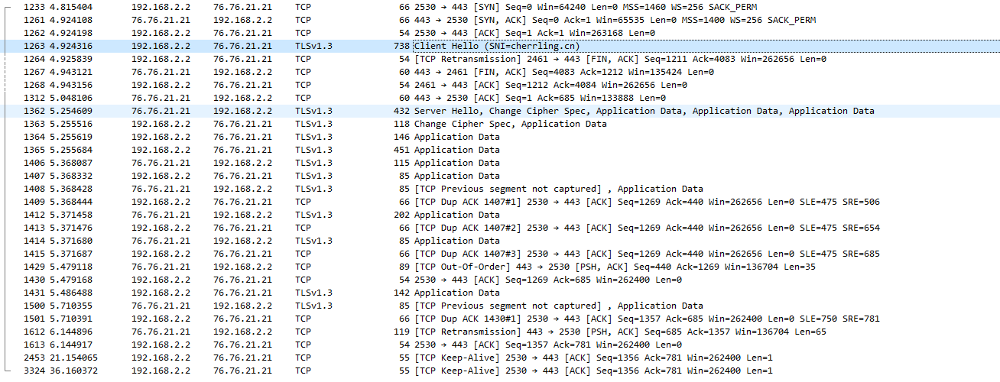 1233 4.815404 192.168.2.2 76.76.21.21 TCP 66 2530 → 443 [SYN] Seq=0 Win=64240 Len=0 MSS=1460 WS=256 SACK_PERM
1261 4.924108 76.76.21.21 192.168.2.2 TCP 66 443 → 2530 [SYN, ACK] Seq=0 Ack=1 Win=65535 Len=0 MSS=1400 WS=256 SACK_PERM
1262 4.924198 192.168.2.2 76.76.21.21 TCP 54 2530 → 443 [ACK] Seq=1 Ack=1 Win=263168 Len=0
1263 4.924316 192.168.2.2 76.76.21.21 TLSv1.3 738 Client Hello (SNI=cherrling.cn)
1264 4.925839 192.168.2.2 76.76.21.21 TCP 54 [TCP Retransmission] 2461 → 443 [FIN, ACK] Seq=1211 Ack=4083 Win=262656 Len=0
1267 4.943121 76.76.21.21 192.168.2.2 TCP 60 443 → 2461 [FIN, ACK] Seq=4083 Ack=1212 Win=135424 Len=0
1268 4.943156 192.168.2.2 76.76.21.21 TCP 54 2461 → 443 [ACK] Seq=1212 Ack=4084 Win=262656 Len=0
1312 5.048106 76.76.21.21 192.168.2.2 TCP 60 443 → 2530 [ACK] Seq=1 Ack=685 Win=133888 Len=0
1362 5.254609 76.76.21.21 192.168.2.2 TLSv1.3 432 Server Hello, Change Cipher Spec, Application Data, Application Data, Application Data
1363 5.255516 192.168.2.2 76.76.21.21 TLSv1.3 118 Change Cipher Spec, Application Data
1364 5.255619 192.168.2.2 76.76.21.21 TLSv1.3 146 Application Data
1365 5.255684 192.168.2.2 76.76.21.21 TLSv1.3 451 Application Data
1406 5.368087 76.76.21.21 192.168.2.2 TLSv1.3 115 Application Data
1407 5.368332 192.168.2.2 76.76.21.21 TLSv1.3 85 Application Data
1408 5.368428 76.76.21.21 192.168.2.2 TLSv1.3 85 [TCP Previous segment not captured] , Application Data
1409 5.368444 192.168.2.2 76.76.21.21 TCP 66 [TCP Dup ACK 1407#1] 2530 → 443 [ACK] Seq=1269 Ack=440 Win=262656 Len=0 SLE=475 SRE=506
1412 5.371458 76.76.21.21 192.168.2.2 TLSv1.3 202 Application Data
1413 5.371476 192.168.2.2 76.76.21.21 TCP 66 [TCP Dup ACK 1407#2] 2530 → 443 [ACK] Seq=1269 Ack=440 Win=262656 Len=0 SLE=475 SRE=654
1414 5.371680 76.76.21.21 192.168.2.2 TLSv1.3 85 Application Data
1415 5.371687 192.168.2.2 76.76.21.21 TCP 66 [TCP Dup ACK 1407#3] 2530 → 443 [ACK] Seq=1269 Ack=440 Win=262656 Len=0 SLE=475 SRE=685
1429 5.479118 76.76.21.21 192.168.2.2 TCP 89 [TCP Out-Of-Order] 443 → 2530 [PSH, ACK] Seq=440 Ack=1269 Win=136704 Len=35
1430 5.479168 192.168.2.2 76.76.21.21 TCP 54 2530 → 443 [ACK] Seq=1269 Ack=685 Win=262400 Len=0
1431 5.486488 192.168.2.2 76.76.21.21 TLSv1.3 142 Application Data
1500 5.710355 76.76.21.21 192.168.2.2 TLSv1.3 85 [TCP Previous segment not captured] , Application Data
1501 5.710391 192.168.2.2 76.76.21.21 TCP 66 [TCP Dup ACK 1430#1] 2530 → 443 [ACK] Seq=1357 Ack=685 Win=262400 Len=0 SLE=750 SRE=781
1612 6.144896 76.76.21.21 192.168.2.2 TCP 119 [TCP Retransmission] 443 → 2530 [PSH, ACK] Seq=685 Ack=1357 Win=136704 Len=65
1613 6.144917 192.168.2.2 76.76.21.21 TCP 54 2530 → 443 [ACK] Seq=1357 Ack=781 Win=262400 Len=0
2453 21.154065 192.168.2.2 76.76.21.21 TCP 55 [TCP Keep-Alive] 2530 → 443 [ACK] Seq=1356 Ack=781 Win=262400 Len=1
3324 36.160372 192.168.2.2 76.76.21.21 TCP 55 [TCP Keep-Alive] 2530 → 443 [ACK] Seq=1356 Ack=781 Win=262400 Len=1